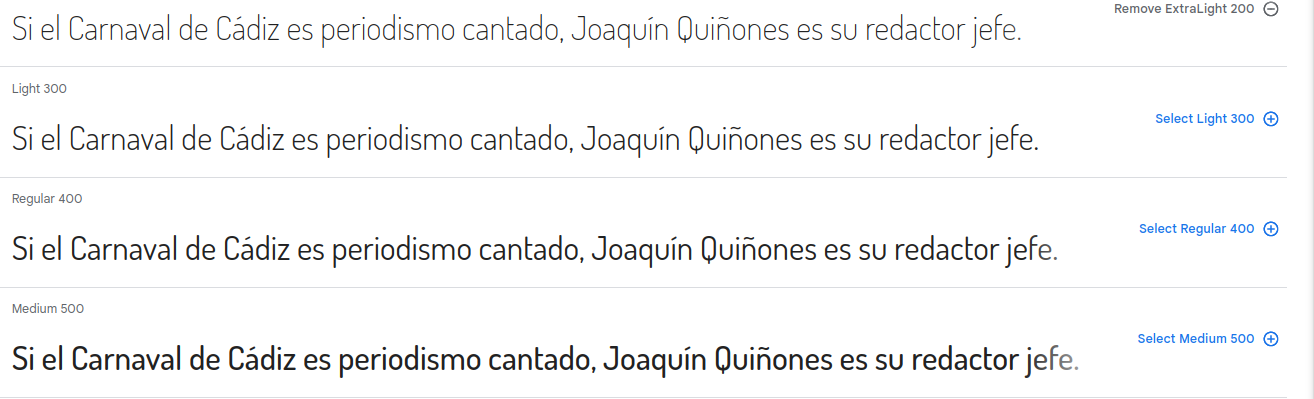 Remove ExtraLight 200
Si el Carnaval de Cádiz es periodismo cantado, Joaquín Quiñones es su redactor jefe.
Light 300
Select Light 300
Si el Carnaval de Cádiz es periodismo cantado, Joaquín Quiñones es su redactor jefe.
Regular 400
Select Regular 400
Si el Carnaval de Cádiz es periodismo cantado, Joaquín Quiñones es su redactor jefe.
Medium 500
Select Medium 500
Si el Carnaval de Cádiz es periodismo cantado, Joaquín Quiñones es su redactor jefe.